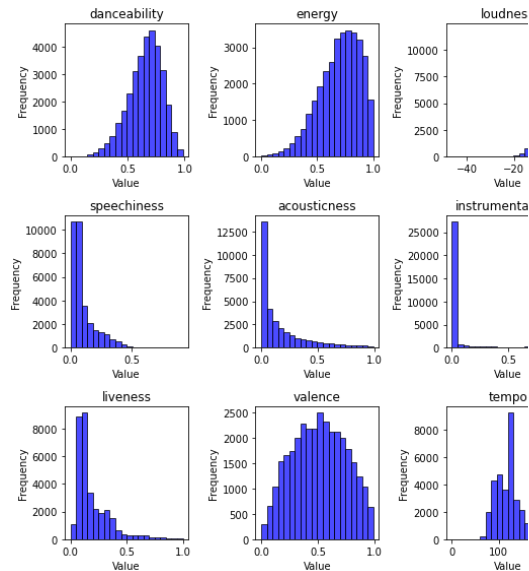 danceability
energy
loudnes
Frequency
4000
3000
2000
1000
0
0.0
0.5
1.0
Value
Frequency
3000
2000
1000
0
0.0
0.5
1.0
Value
Frequency
10000
7500
5000
2500
0
−40
−20
Value
speechiness
acousticness
instrumenta
Frequency
10000
8000
6000
4000
2000
0
0.0
0.5
Value
Frequency
12500
10000
7500
5000
2500
0
0.0
0.5
1.0
Value
Frequency
25000
20000
15000
10000
5000
0
0.0
0.5
Value
liveness
valence
tempo
Frequency
8000
6000
4000
2000
0
0.0
0.5
1.0
Value
Frequency
2500
2000
1500
1000
500
0
0.0
0.5
1.0
Value
Frequency
8000
6000
4000
2000
0
0
100
Value